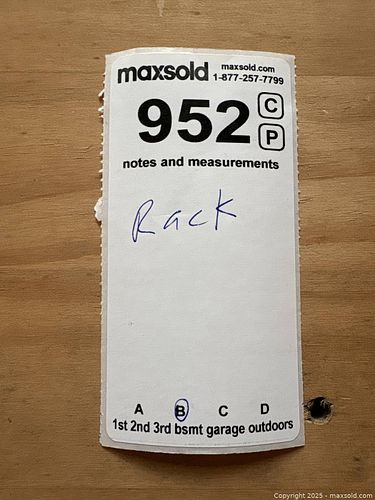 maxsold maxsold.com
1-877-257-7799
952 C
P
notes and measurements
Rack
A B C D
1st 2nd 3rd bsmt garage outdoors
Copyright © 2025 - maxsold.com